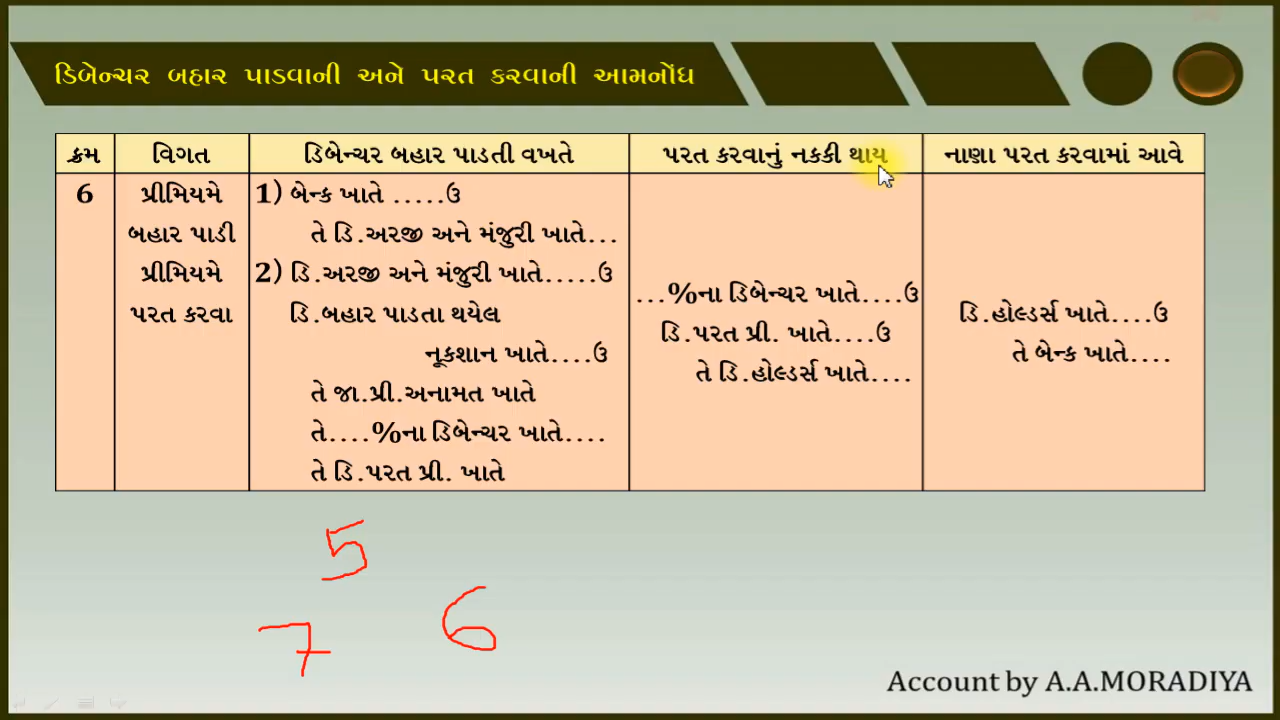 ડિબેન્ચર બહાર પાડવાની અને પરત કરવાની આમનોંધ
ક્રમ વિગત ડિબેન્ચર બહાર પાડતી વખતે પરત કરવાનું નકકી થાય નાણા પરત કરવામાં આવે
6
પ્રીમિયમે
બહાર પાડી
પ્રીમિયમે
પરત કરવા
1) બેન્ક ખાતે .....ઉ
તે ડિ.અરજી અને મંજુરી ખાતે...
2) ડિ.અરજી અને મંજુરી ખાતે.....ઉ
ડિ.બહાર પાડતા થયેલ
નૂકશાન ખાતે....ઉ
તે જા.પ્રી.અનામત ખાતે
તે....%ના ડિબેન્ચર ખાતે....
તે ડિ.પરત પ્રી. ખાતે
...%ના ડિબેન્ચર ખાતે....ઉ
ડિ.પરત પ્રી. ખાતે....ઉ
તે ડિ.હોલ્ડર્સ ખાતે....
ડિ.હોલ્ડર્સ ખાતે....ઉ
તે બેન્ક ખાતે....
5
7 6
Account by A.A.MORADIYA